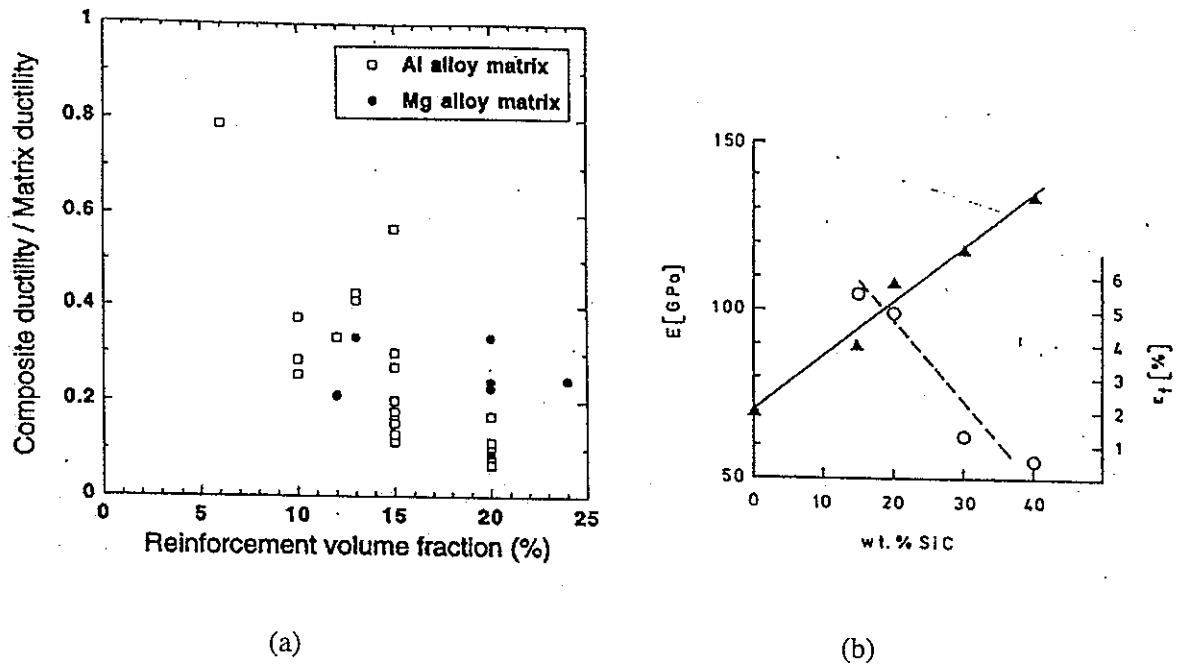 1
0.8
0.6
0.4
0.2
0
0 5 10 15 20 25
Composite ductility / Matrix ductility
Reinforcement volume fraction (%)
Al alloy matrix
Mg alloy matrix
(a)
150
100
50
E[GPa]
0 10 20 30 40
wt.% SiC
6
5
4
3
2
1
εf [%]
(b)